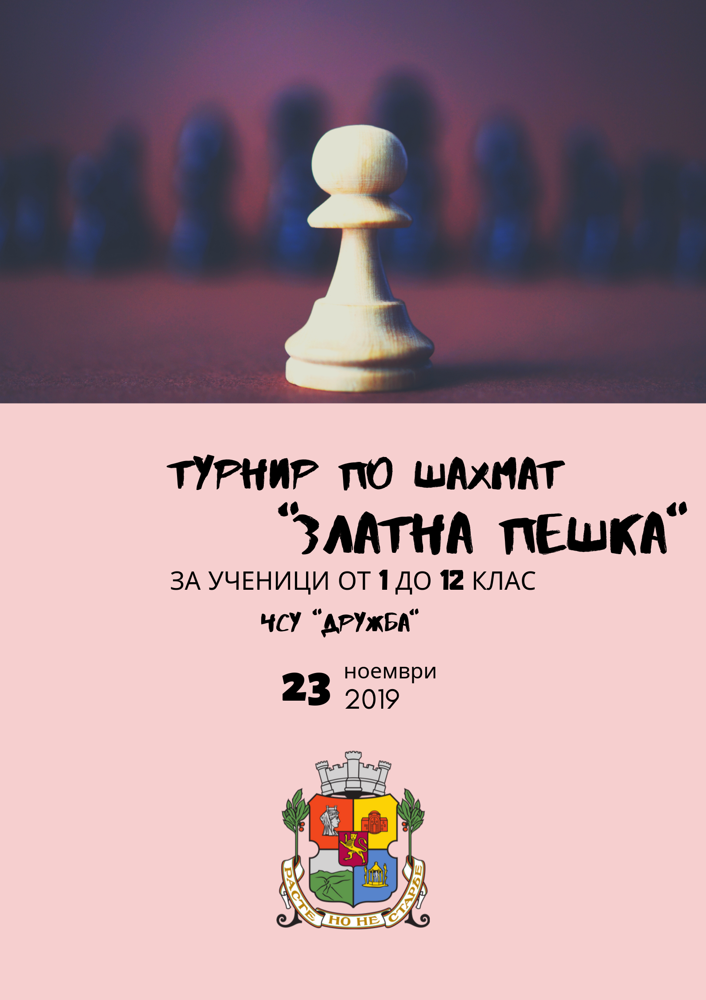 ТУРНИР ПО ШАХМАТ
“ЗЛАТНА ПЕШКА“
ЗА УЧЕНИЦИ ОТ 1 ДО 12 КЛАС
ЧСУ “ДРУЖБА“
23 ноември
2019
РАСТЕ НО НЕ СТАРѢЕ